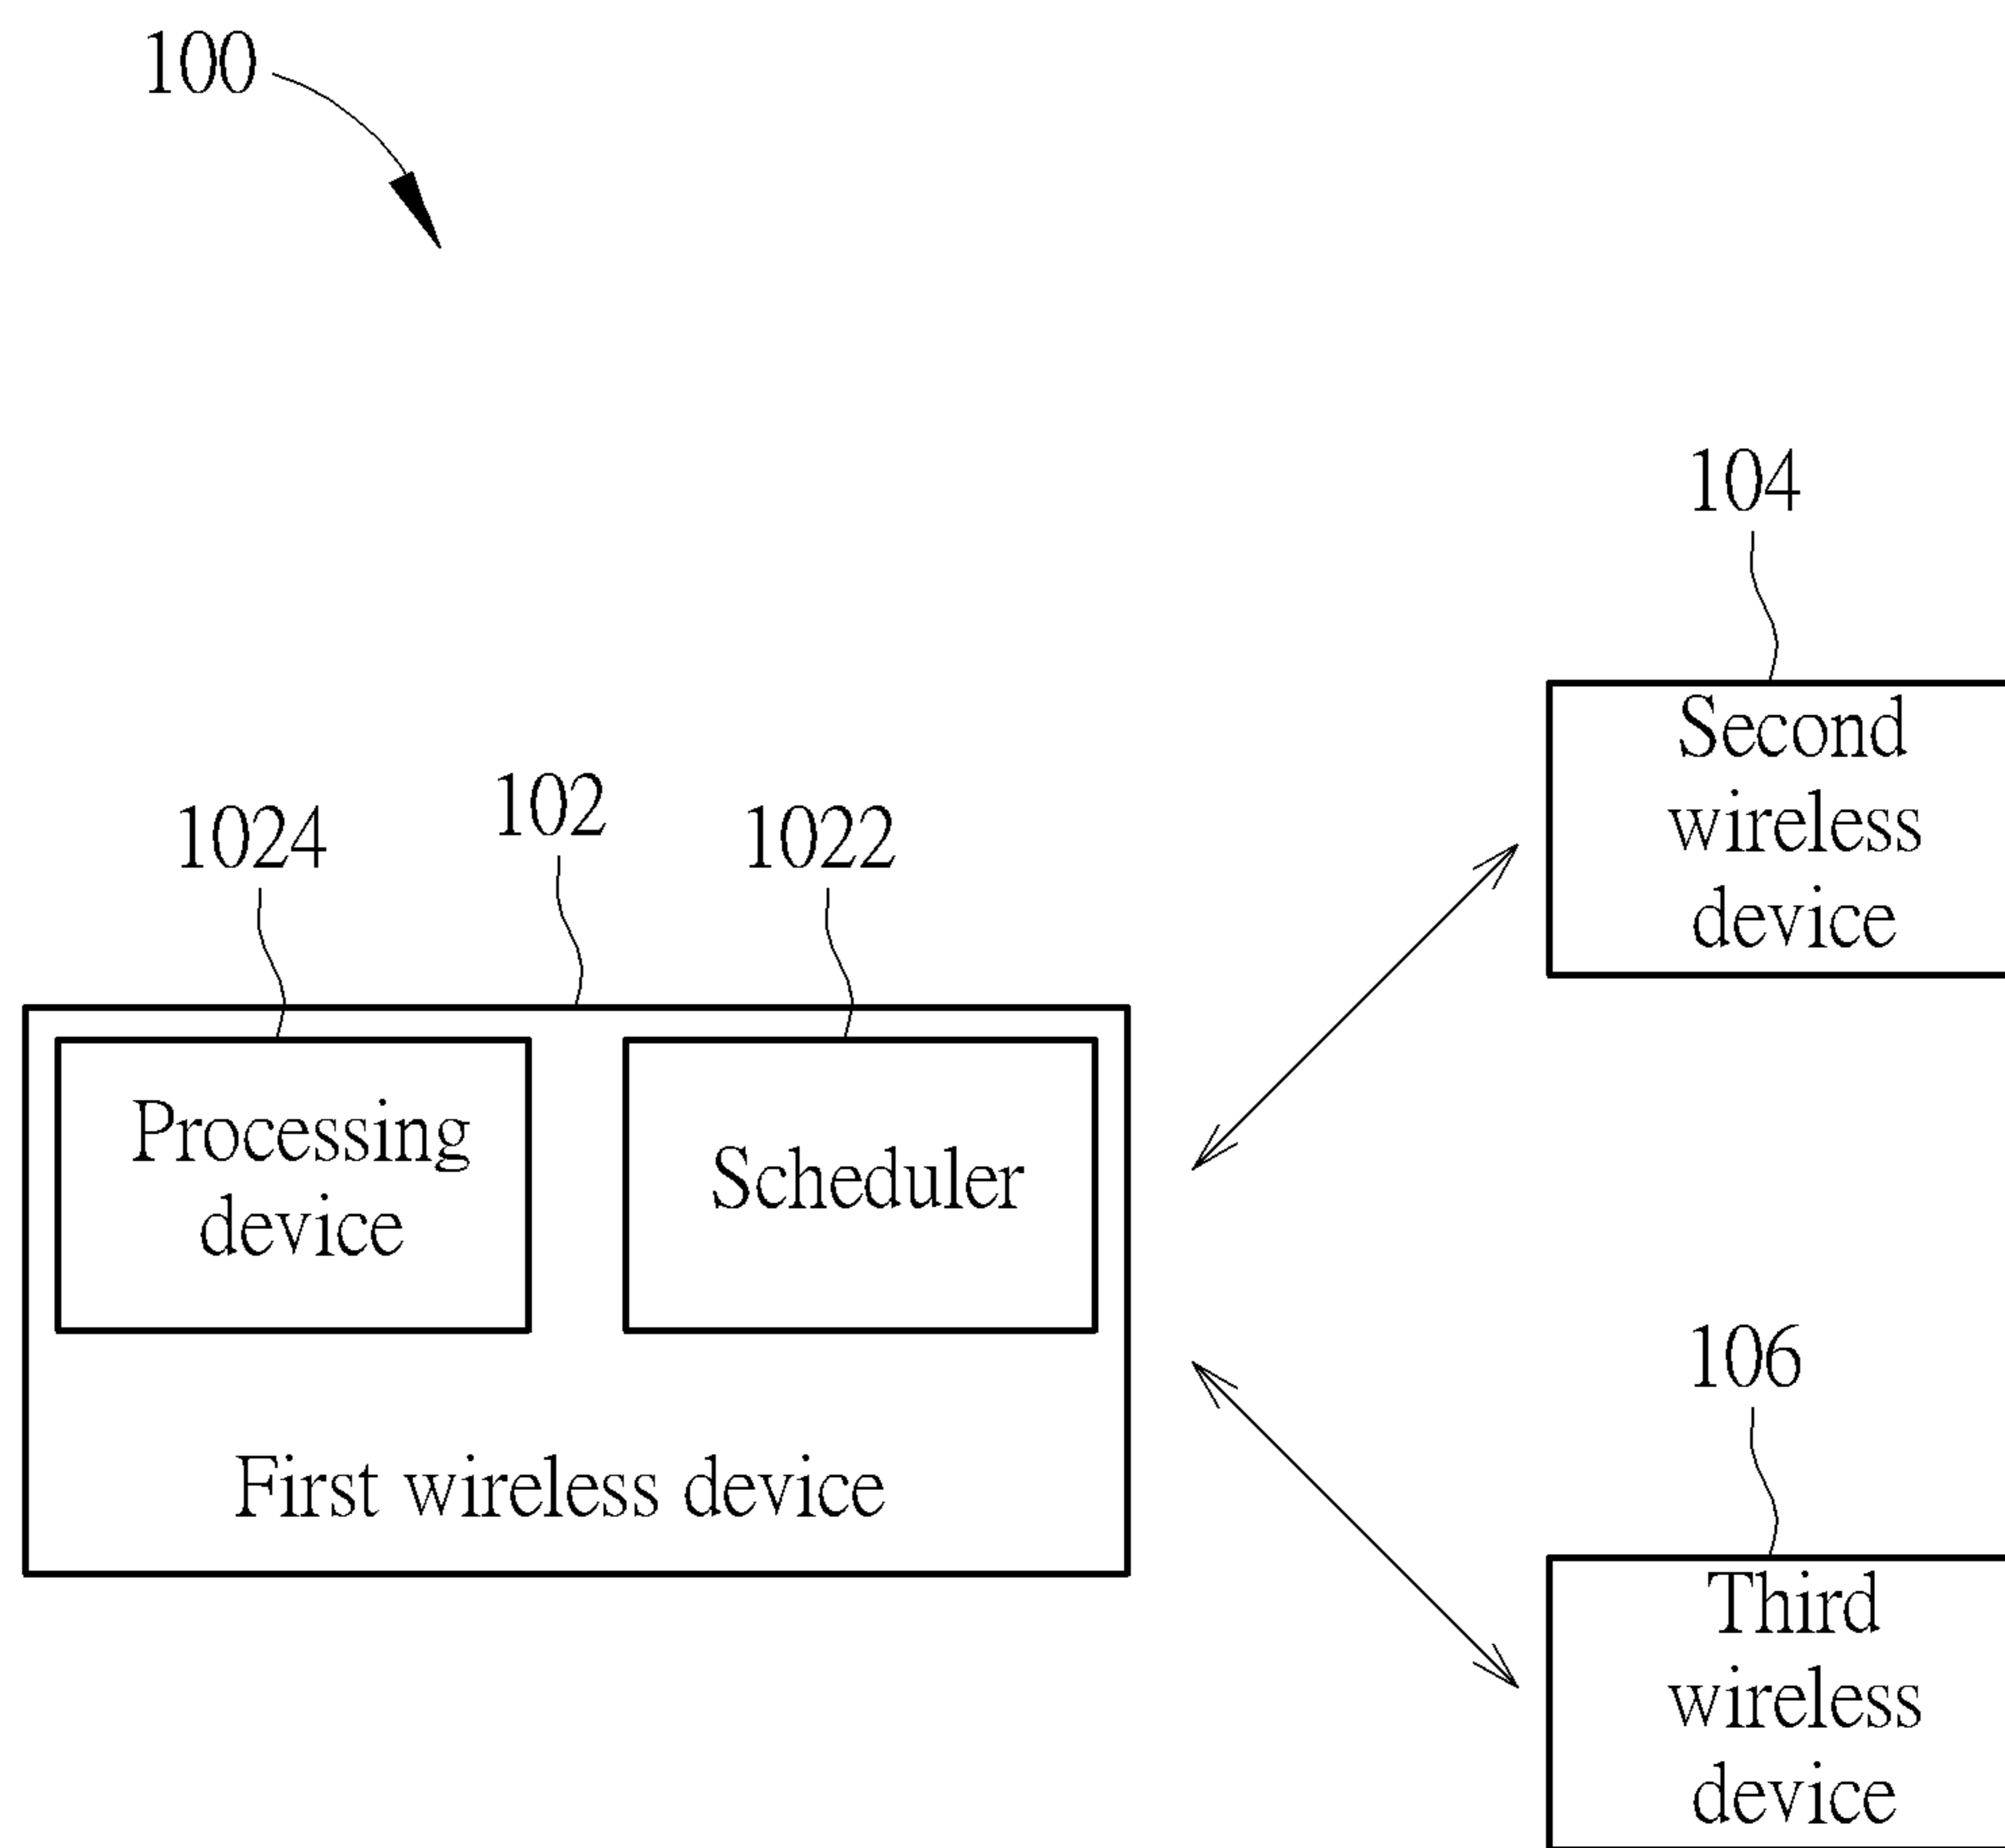 100
104
Second
wireless
device
102
1024
1022
Processing
device
Scheduler
First wireless device
106
Third
wireless
device